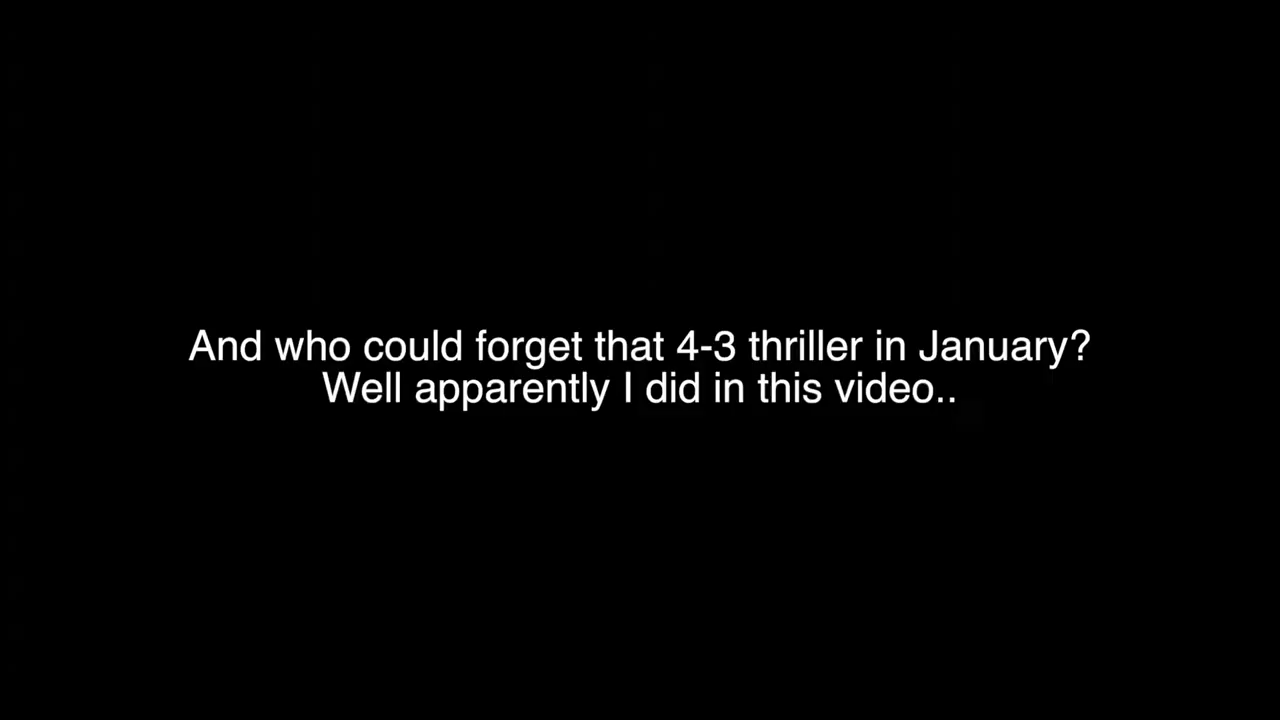 And who could forget that 4-3 thriller in January?
Well apparently I did in this video..